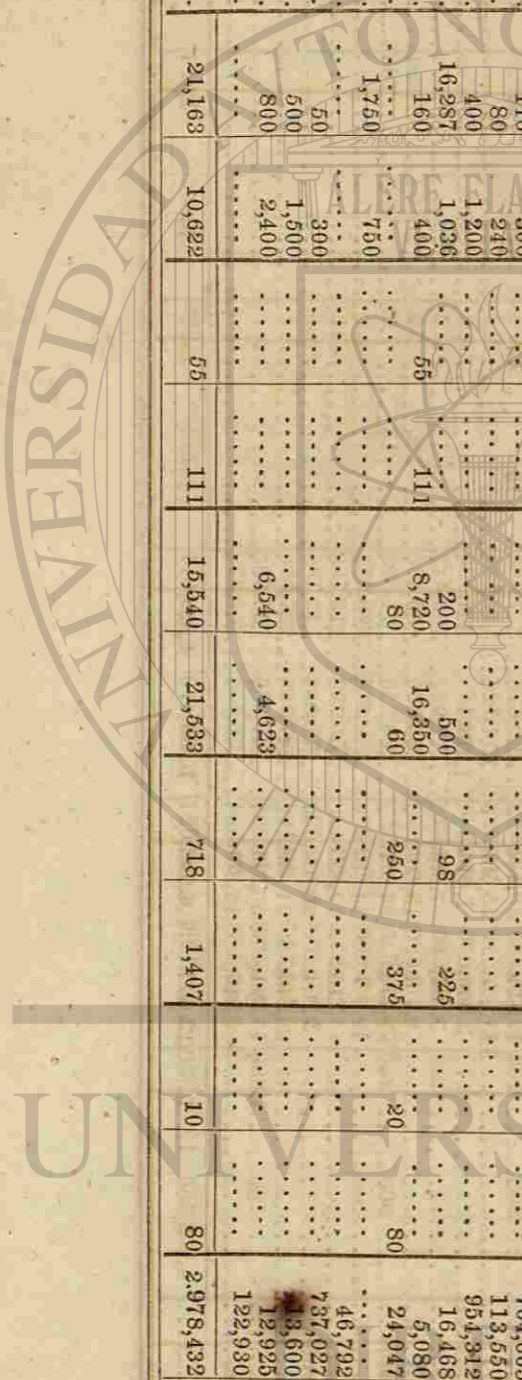 80 240 ...... ...... ...... ...... ...... ...... ...... ...... 113,550
400 1,200 ...... ...... ...... ...... ...... ...... ...... ...... 954,312
16,287 1,036 ...... ...... 200 500 98 225 ...... ...... 16,468
160 400 55 111 8,720 16,350 ...... ...... ...... ...... 5,080
...... ...... ...... ...... 80 60 250 375 20 80 24,047
1,750 750 ...... ...... ...... ...... ...... ...... ...... ...... ......
...... ...... ...... ...... ...... ...... ...... ...... ...... ...... 46,792
50 300 ...... ...... ...... ...... ...... ...... ...... ...... 737,027
500 1,500 ...... ...... ...... ...... ...... ...... ...... ...... 13,600
800 2,400 ...... ...... 6,540 4,623 ...... ...... ...... ...... 12,925
...... ...... ...... ...... ...... ...... ...... ...... ...... ...... 122,930
21,163 10,622 55 111 15,540 21,533 718 1,407 10 80 2.978,432
VNIVERSIDAD AVTONO
ALERE FLA
UNIVERS